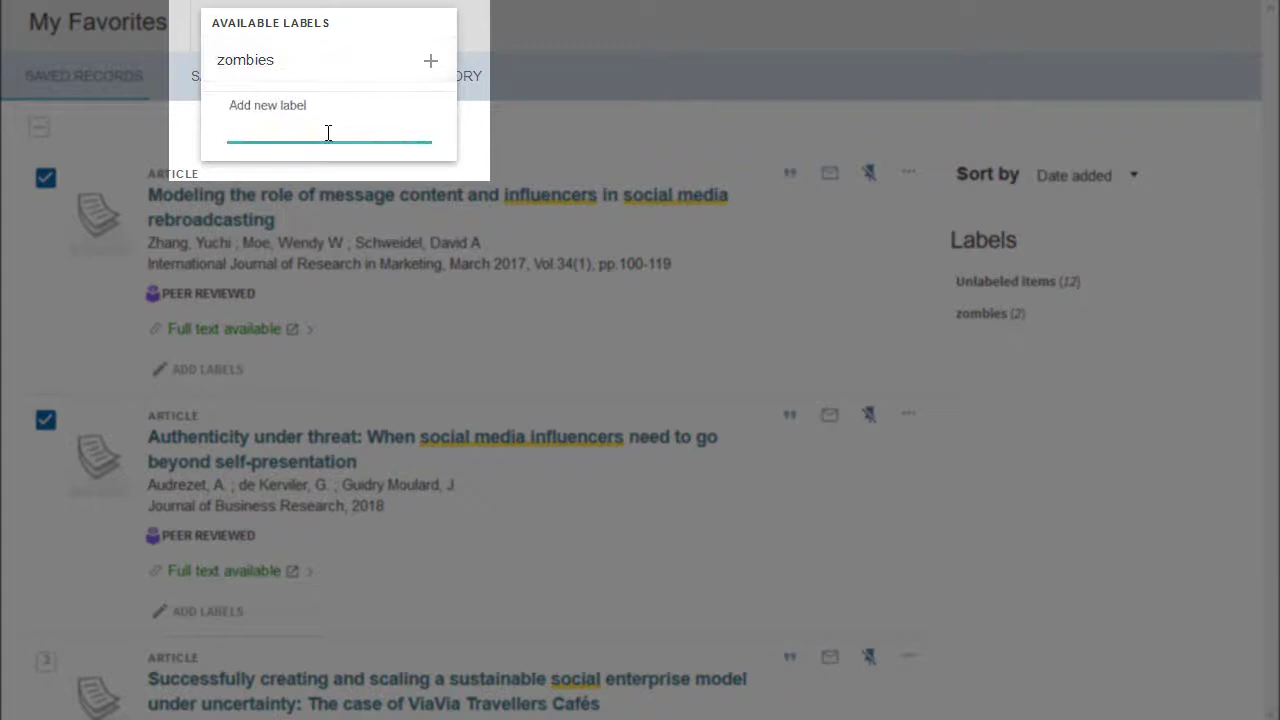 My Favorites
AVAILABLE LABELS
zombies
SAVED RECORDS
Add new label
ARTICLE
Modeling the role of message content and influencers in social media
rebroadcasting
Zhang, Yuchi ; Moe, Wendy W ; Schweidel, David A
International Journal of Research in Marketing, March 2017, Vol.34(1), pp.100-119
PEER REVIEWED
Full text available
ADD LABELS
Sort by Date added
Labels
Unlabeled items (12)
zombies (2)
ARTICLE
Authenticity under threat: When social media influencers need to go
beyond self-presentation
Audrezet, A. ; de Kerviler, G. ; Guidry Moulard, J
Journal of Business Research, 2018
PEER REVIEWED
Full text available
ADD LABELS
3
ARTICLE
Successfully creating and scaling a sustainable social enterprise model
under uncertainty: The case of ViaVia Travellers Cafés